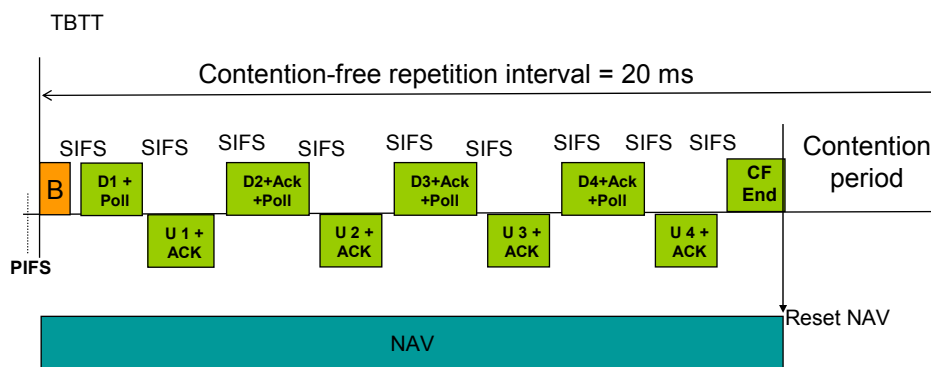 TBTT
Contention-free repetition interval = 20 ms
SIFS
SIFS
SIFS
SIFS
SIFS
SIFS
SIFS
SIFS
SIFS
Contention
period
B
D1 +
Poll
D2+Ack
+Poll
D3+Ack
+Poll
D4+Ack
+Poll
CF
End
U 1 +
ACK
U 2 +
ACK
U 3 +
ACK
U 4 +
ACK
PIFS
Reset NAV
NAV